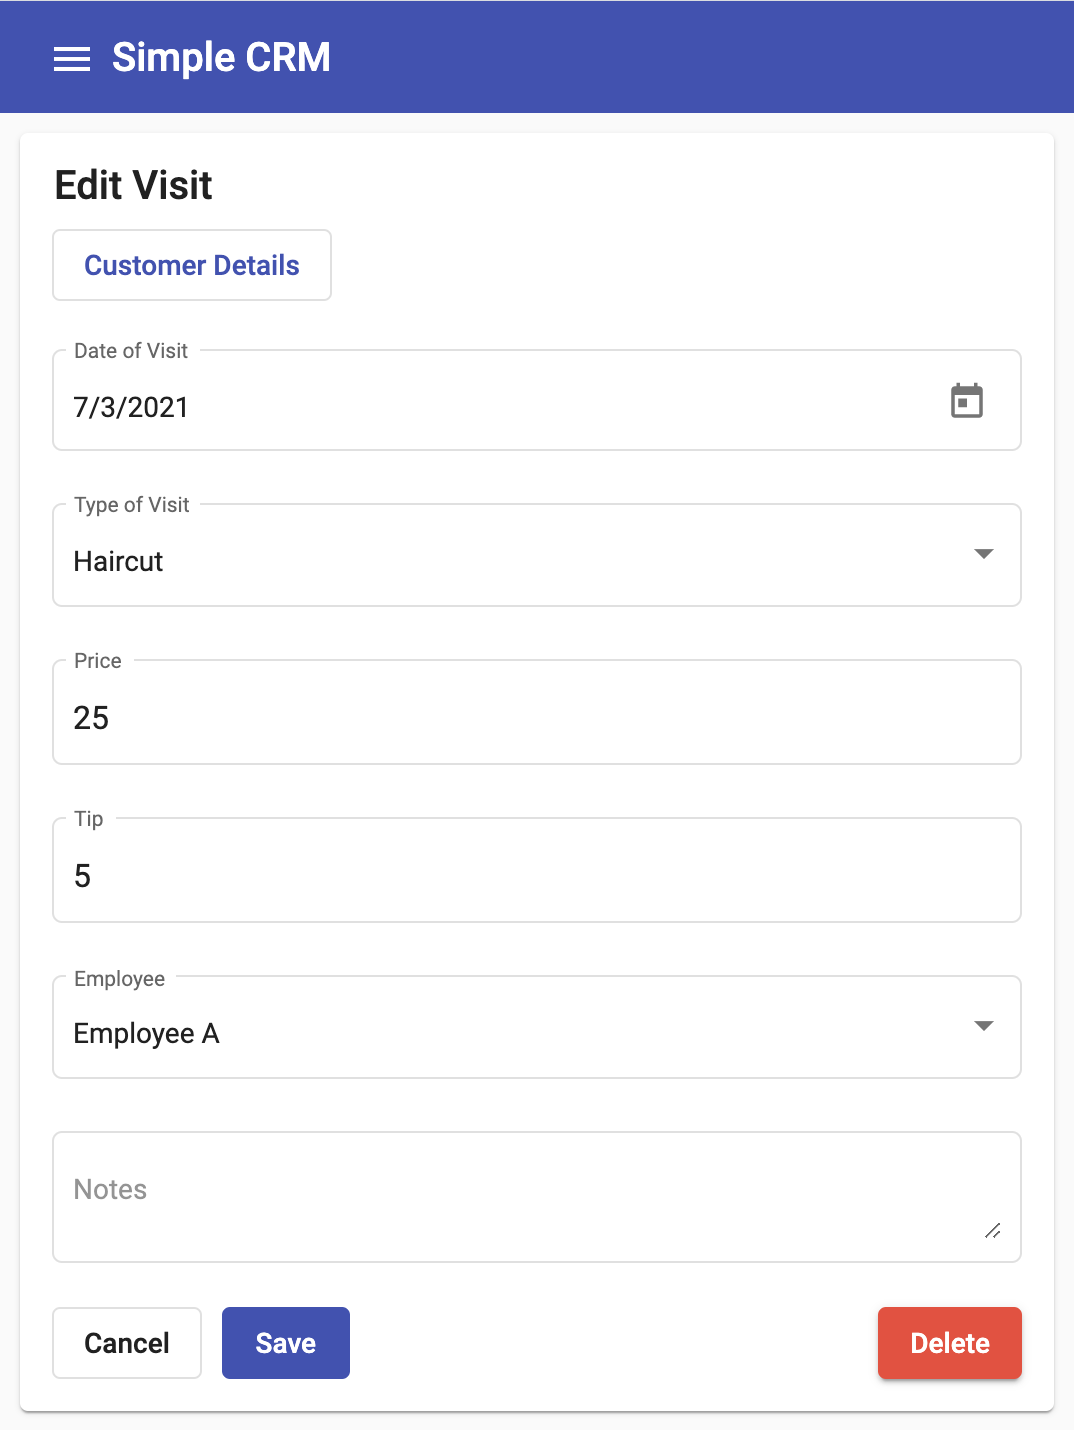 Simple CRM
Edit Visit
Customer Details
Date of Visit
7/3/2021
Type of Visit
Haircut
Price
25
Tip
5
Employee
Employee A
Notes
Cancel Save Delete